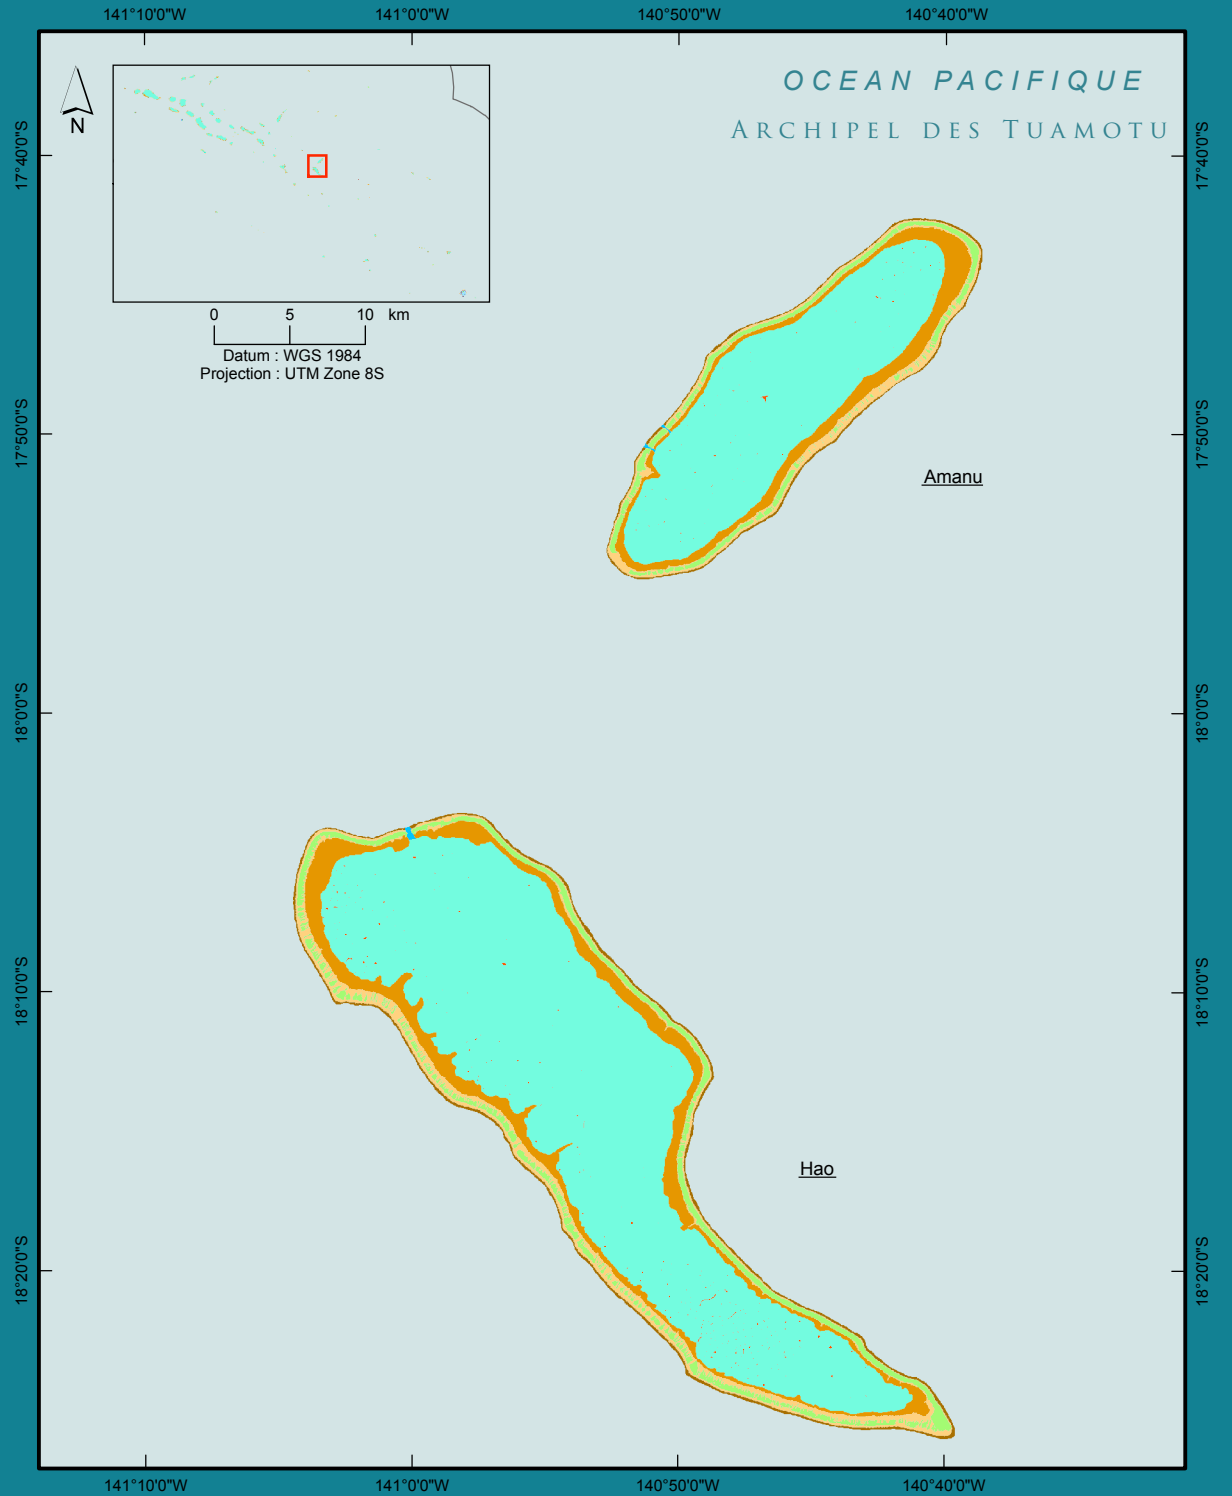 141°10'0"W 141°0'0"W 140°50'0"W 140°40'0"W
OCEAN PACIFIQUE
ARCHIPEL DES TUAMOTU
N
0 5 10 km
Datum : WGS 1984
Projection : UTM Zone 8S
17°40'0"S 17°40'0"S
17°50'0"S 17°50'0"S
Amanu
18°0'0"S 18°0'0"S
18°10'0"S 18°10'0"S
Hao
18°20'0"S 18°20'0"S
141°10'0"W 141°0'0"W 140°50'0"W 140°40'0"W